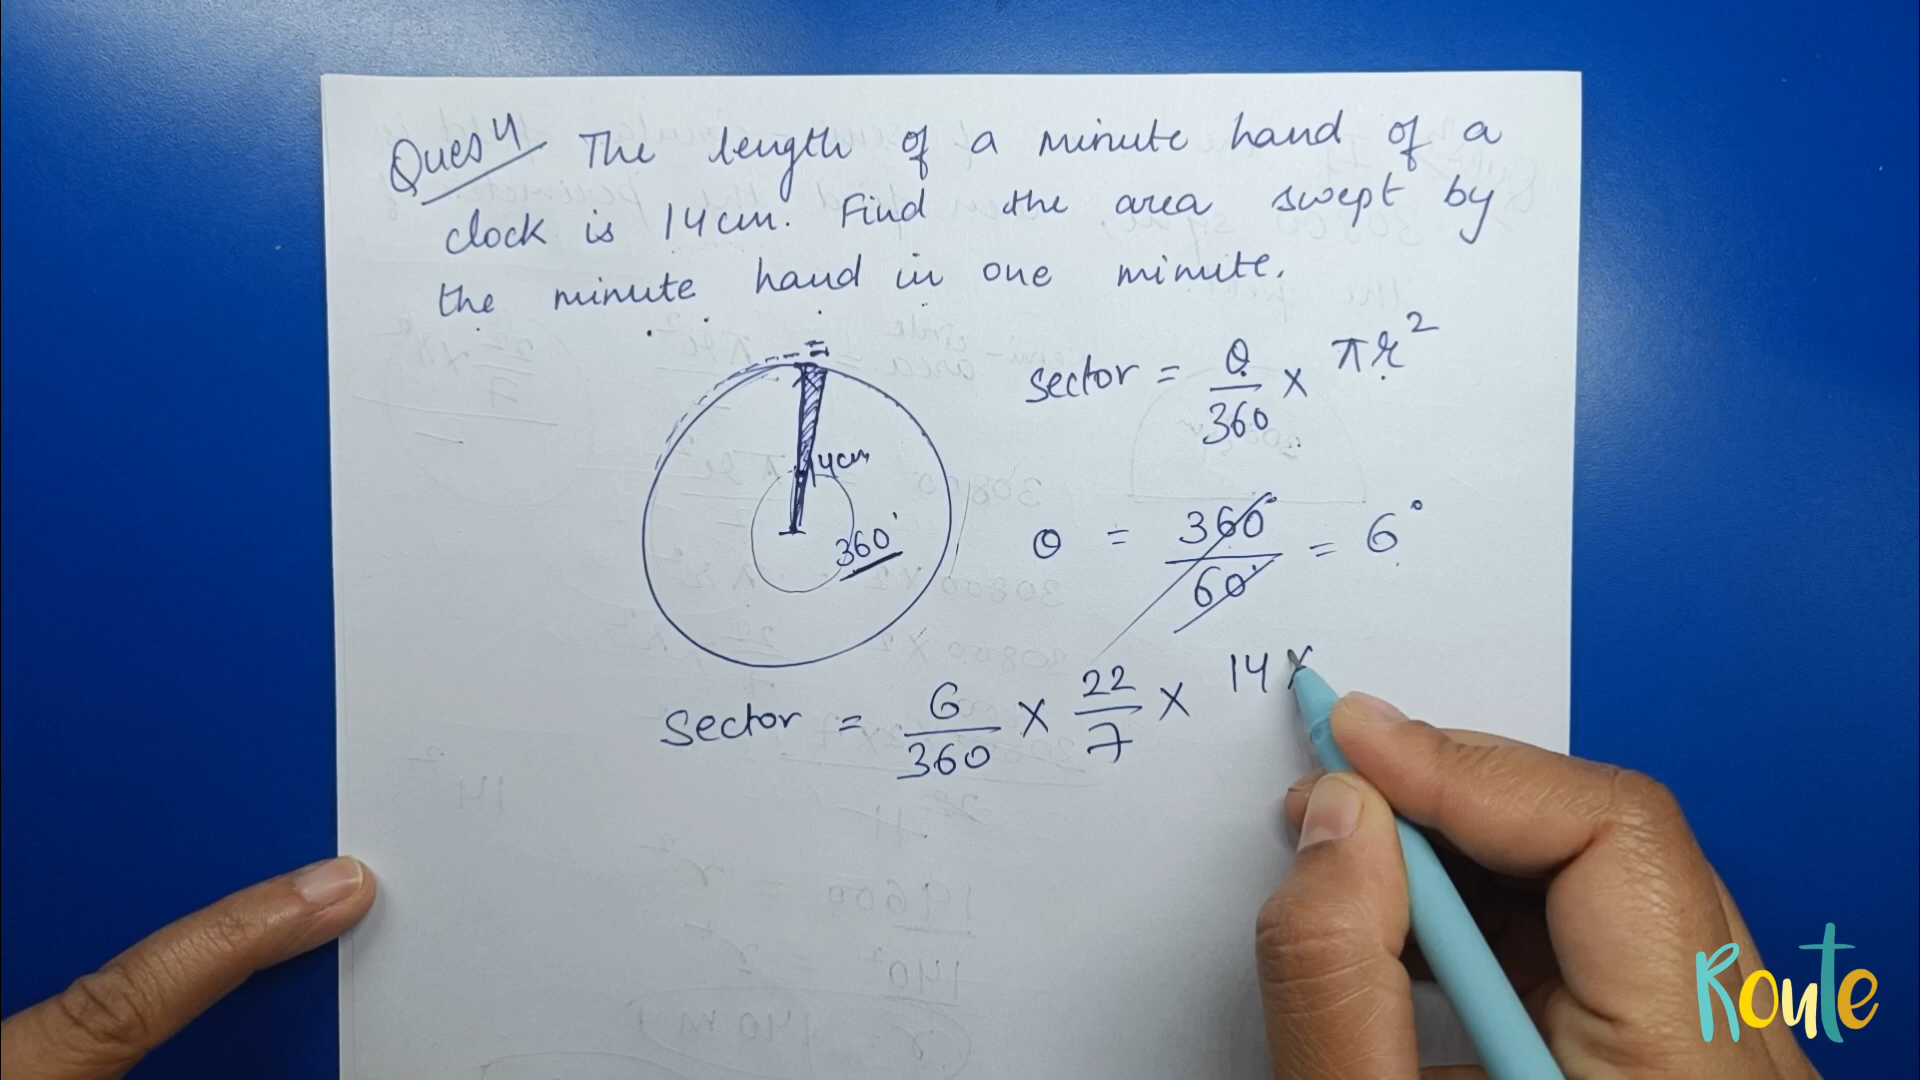 Ques 4 The length of a minute hand of a
clock is 14cm. Find the area swept by
the minute hand in one minute.
14cm
360°
Sector = θ/360 × πr²
θ = 360°/60 = 6°
Sector = 6/360 × 22/7 × 14 ×
Route